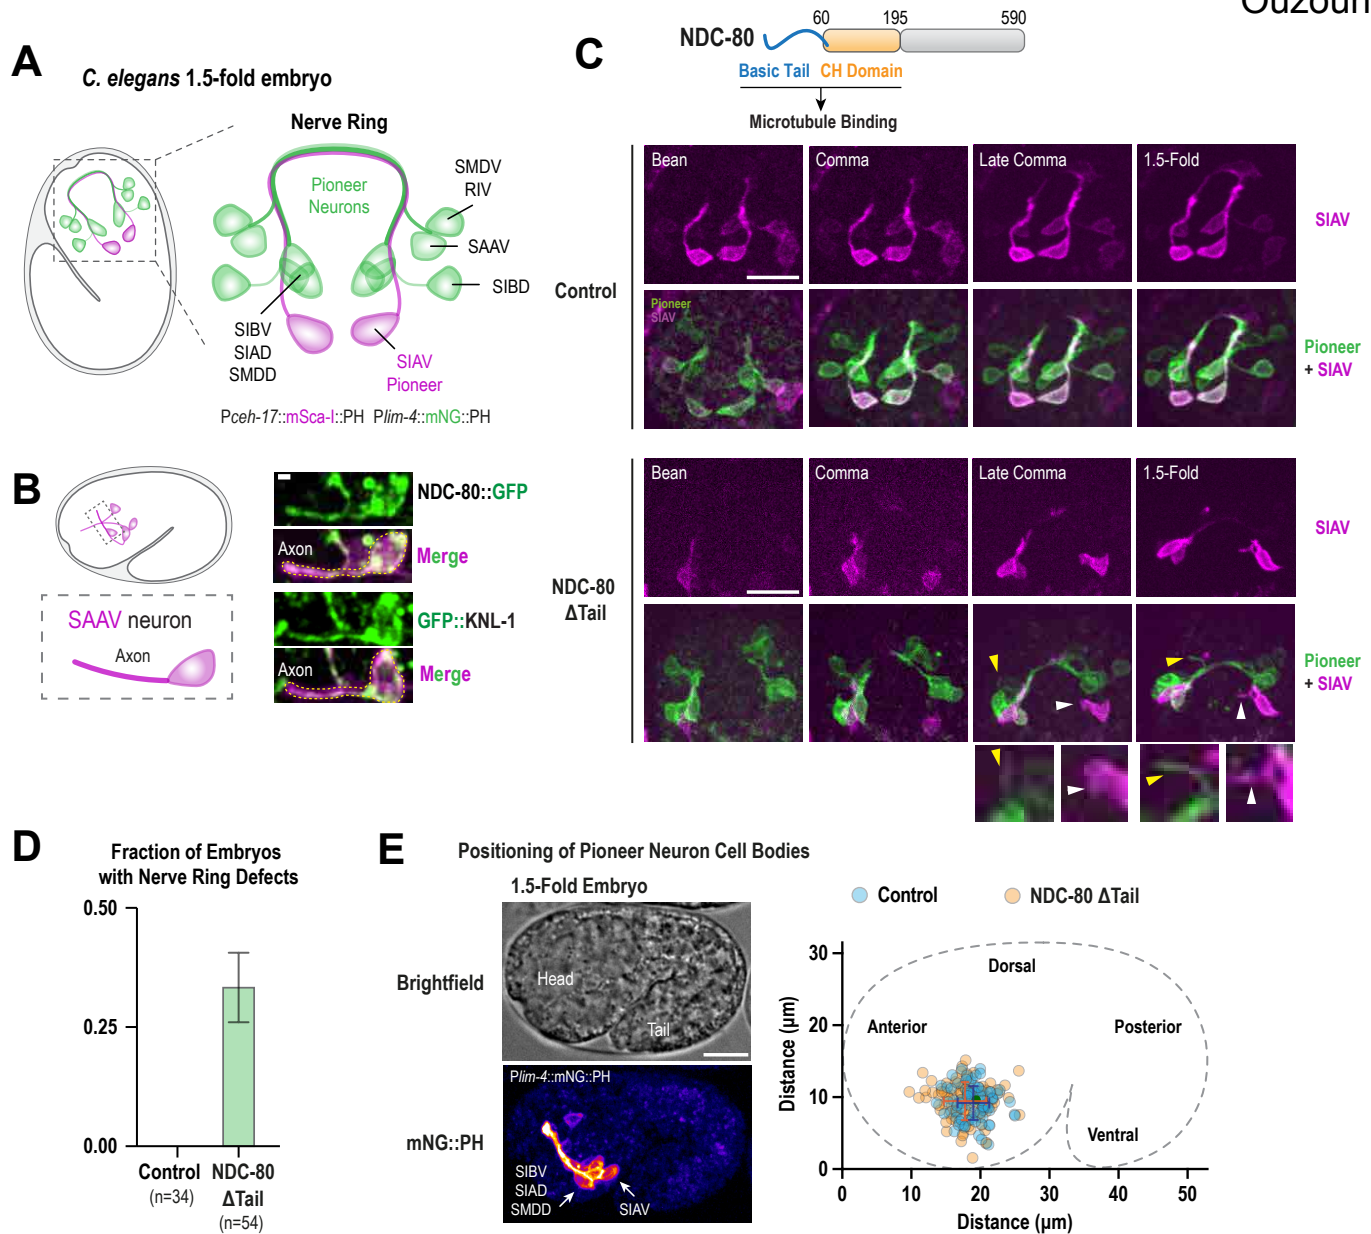 Ouzoun
A
C. elegans 1.5-fold embryo
Nerve Ring
Pioneer
Neurons
SMDV
RIV
SAAV
SIBD
SIBV
SIAD
SMDD
SIAV
Pioneer
Pceh-17::mSca-I::PH Plim-4::mNG::PH
B
SAAV neuron
Axon
NDC-80::GFP
Axon
Merge
GFP::KNL-1
Axon
Merge
C
NDC-80
60
195
590
Basic Tail
CH Domain
Microtubule Binding
Control
Bean
Comma
Late Comma
1.5-Fold
SIAV
Pioneer
SIAV
Pioneer
+ SIAV
NDC-80
ΔTail
Bean
Comma
Late Comma
1.5-Fold
SIAV
Pioneer
+ SIAV
D
Fraction of Embryos
with Nerve Ring Defects
0.50
0.25
0.00
Control
(n=34)
NDC-80
ΔTail
(n=54)
E
Positioning of Pioneer Neuron Cell Bodies
1.5-Fold Embryo
Brightfield
Head
Tail
mNG::PH
Plim-4::mNG::PH
SIBV
SIAD
SMDD
SIAV
Control
NDC-80 ΔTail
Distance (µm)
30
20
10
0
Dorsal
Anterior
Posterior
Ventral
0
10
20
30
40
50
Distance (µm)